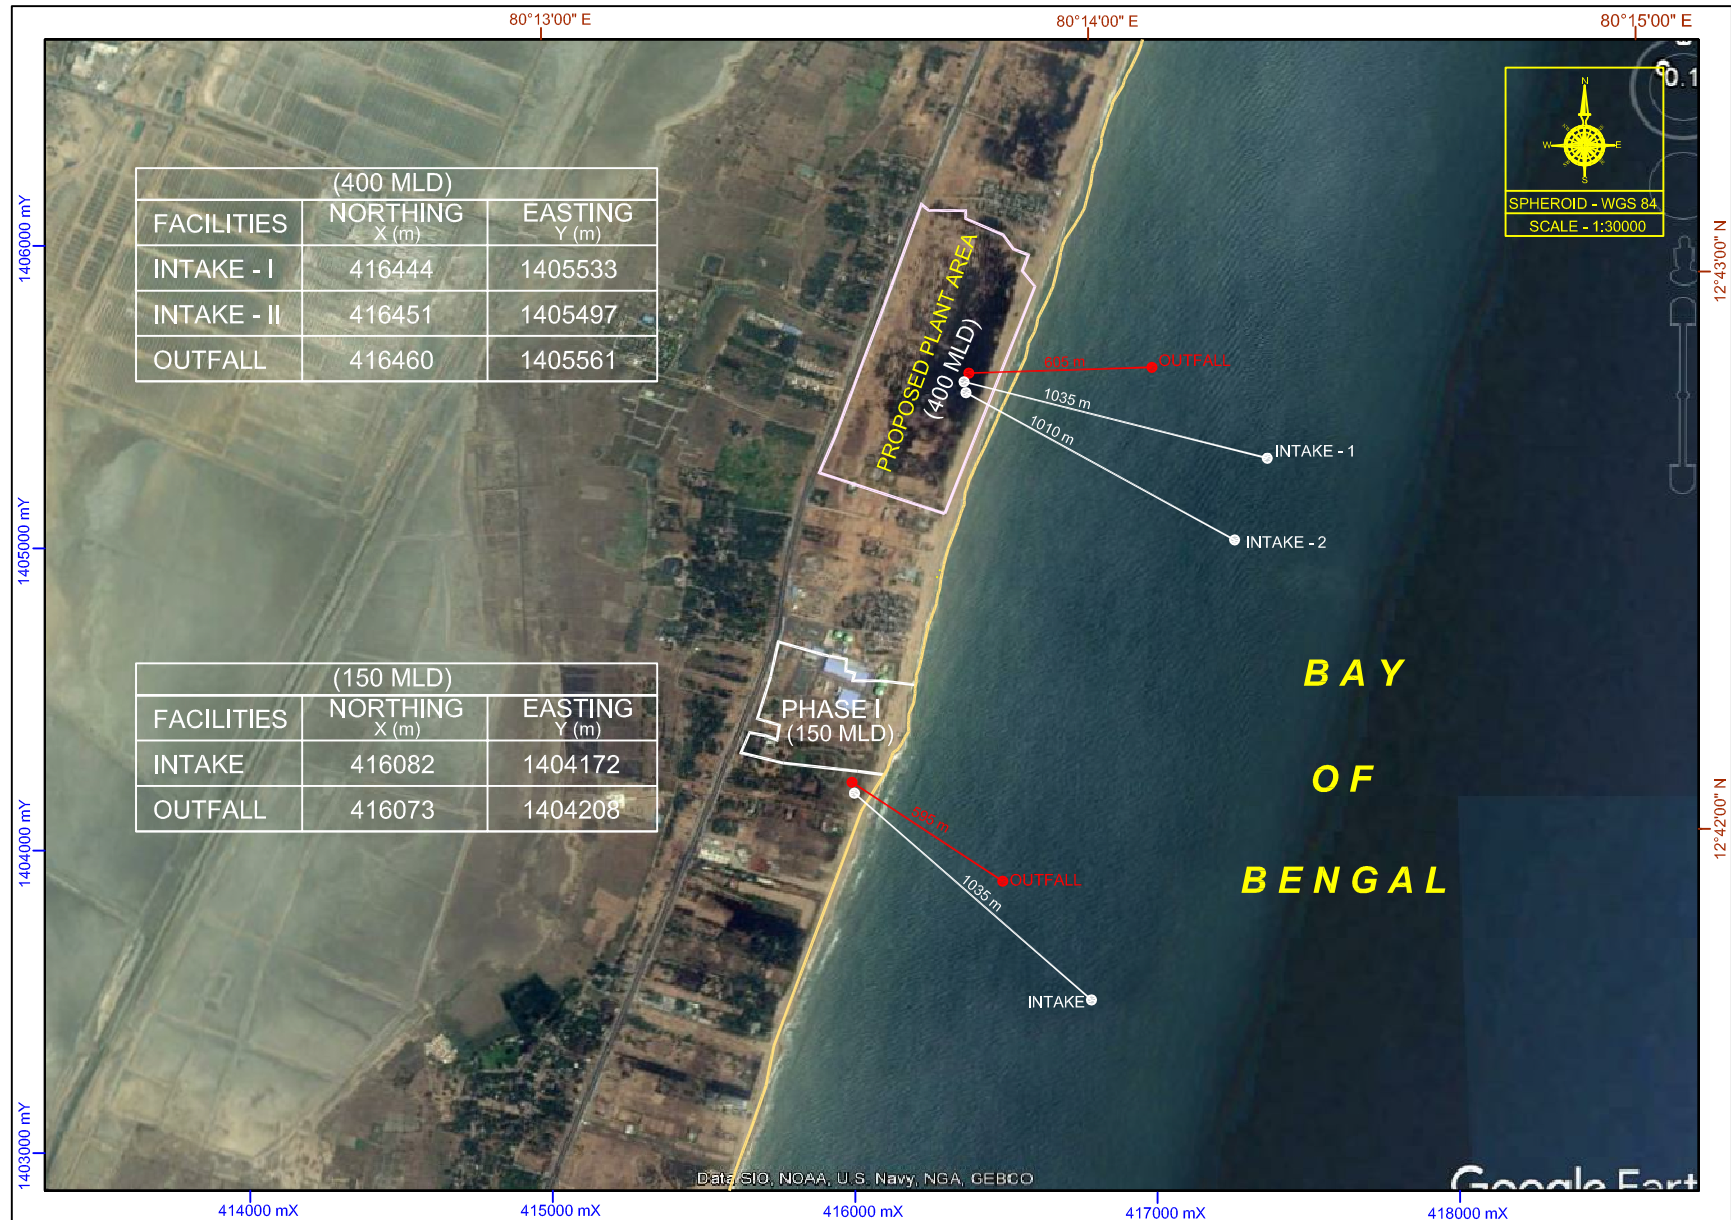 80°13'00" E
80°14'00" E
80°15'00" E
0.1
N
W
E
S
SPHEROID - WGS 84
SCALE - 1:30000
1406000 mY
1405000 mY
1404000 mY
1403000 mY
12°43'00" N
12°42'00" N
(400 MLD)
FACILITIES NORTHING X (m) EASTING Y (m)
INTAKE - I 416444 1405533
INTAKE - II 416451 1405497
OUTFALL 416460 1405561
PROPOSED PLANT AREA
(400 MLD)
OUTFALL
1035 m
1010 m
INTAKE - 1
INTAKE - 2
(150 MLD)
FACILITIES NORTHING X (m) EASTING Y (m)
INTAKE 416082 1404172
OUTFALL 416073 1404208
PHASE I
(150 MLD)
OUTFALL
1035 m
INTAKE
BAY
OF
BENGAL
Data SIO, NOAA, U.S. Navy, NGA, GEBCO
Google Eart
414000 mX
415000 mX
416000 mX
417000 mX
418000 mX